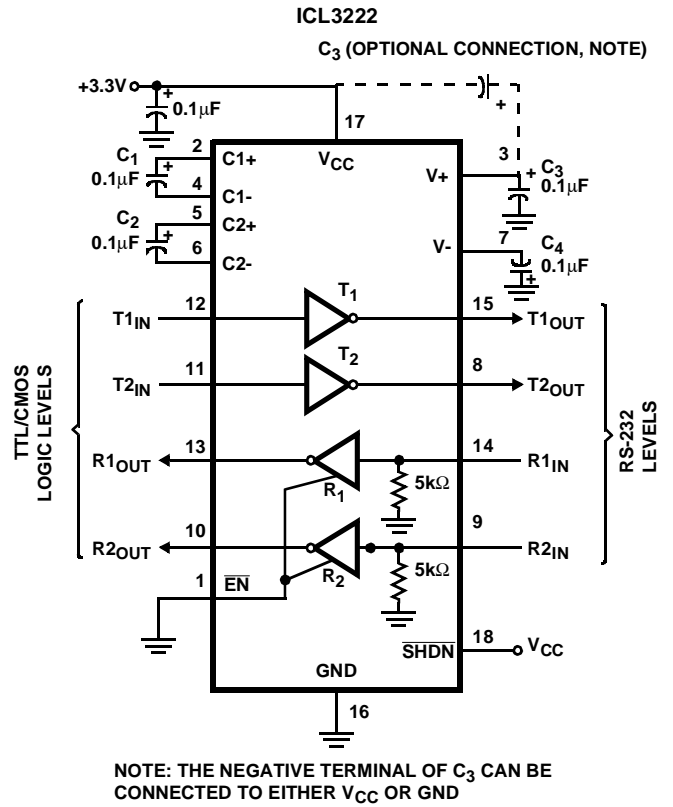 ICL3222
C3 (OPTIONAL CONNECTION, NOTE)
+3.3V
+
0.1µF
+
17
VCC
C1
0.1µF
+
2
C1+
4
C1-
C2
0.1µF
+
5
C2+
6
C2-
3
V+
+
C3
0.1µF
7
V-
C4
0.1µF
+
TTL/CMOS
LOGIC LEVELS
RS-232
LEVELS
T1IN
12
T1
15
T1OUT
T2IN
11
T2
8
T2OUT
R1OUT
13
R1
14
R1IN
5kΩ
R2OUT
10
R2
9
R2IN
5kΩ
1
EN
SHDN
18
VCC
GND
16
NOTE: THE NEGATIVE TERMINAL OF C3 CAN BE
CONNECTED TO EITHER VCC OR GND